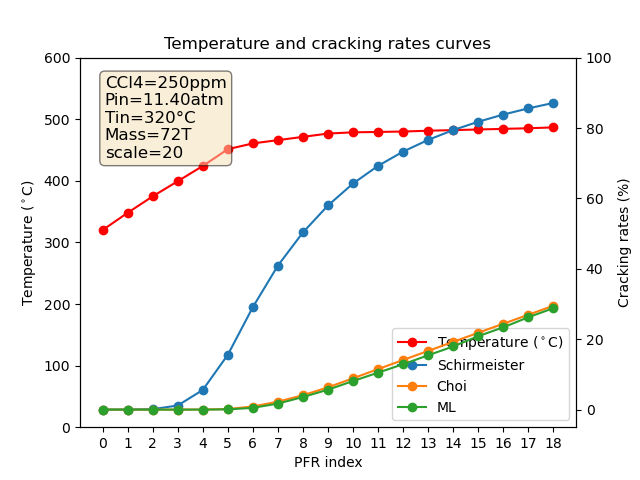 Temperature and cracking rates curves
CCl4=250ppm
Pin=11.40atm
Tin=320°C
Mass=72T
scale=20
Temperature (°C)
600
500
400
300
200
100
0
Cracking rates (%)
100
80
60
40
20
0
Temperature (°C)
Schirmeister
Choi
ML
0 1 2 3 4 5 6 7 8 9 10 11 12 13 14 15 16 17 18
PFR index